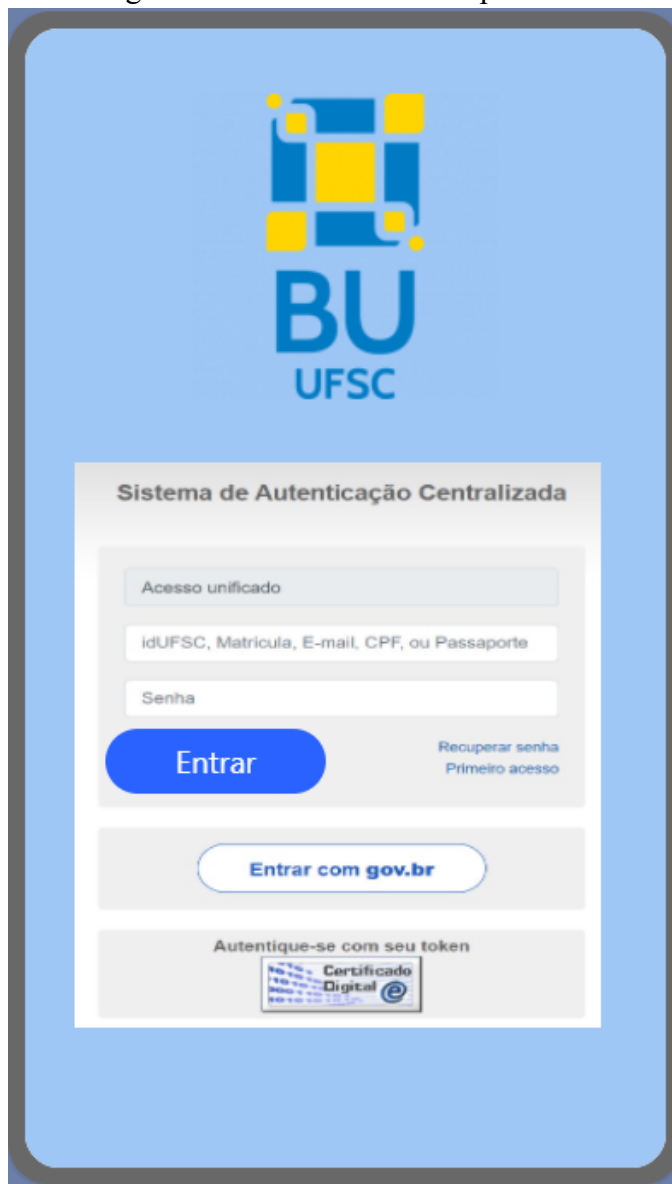 BU
UFSC
Sistema de Autenticação Centralizada
Acesso unificado
idUFSC, Matricula, E-mail, CPF, ou Passaporte
Senha
Entrar
Recuperar senha
Primeiro acesso
Entrar com gov.br
Autentique-se com seu token
Certificado
Digital